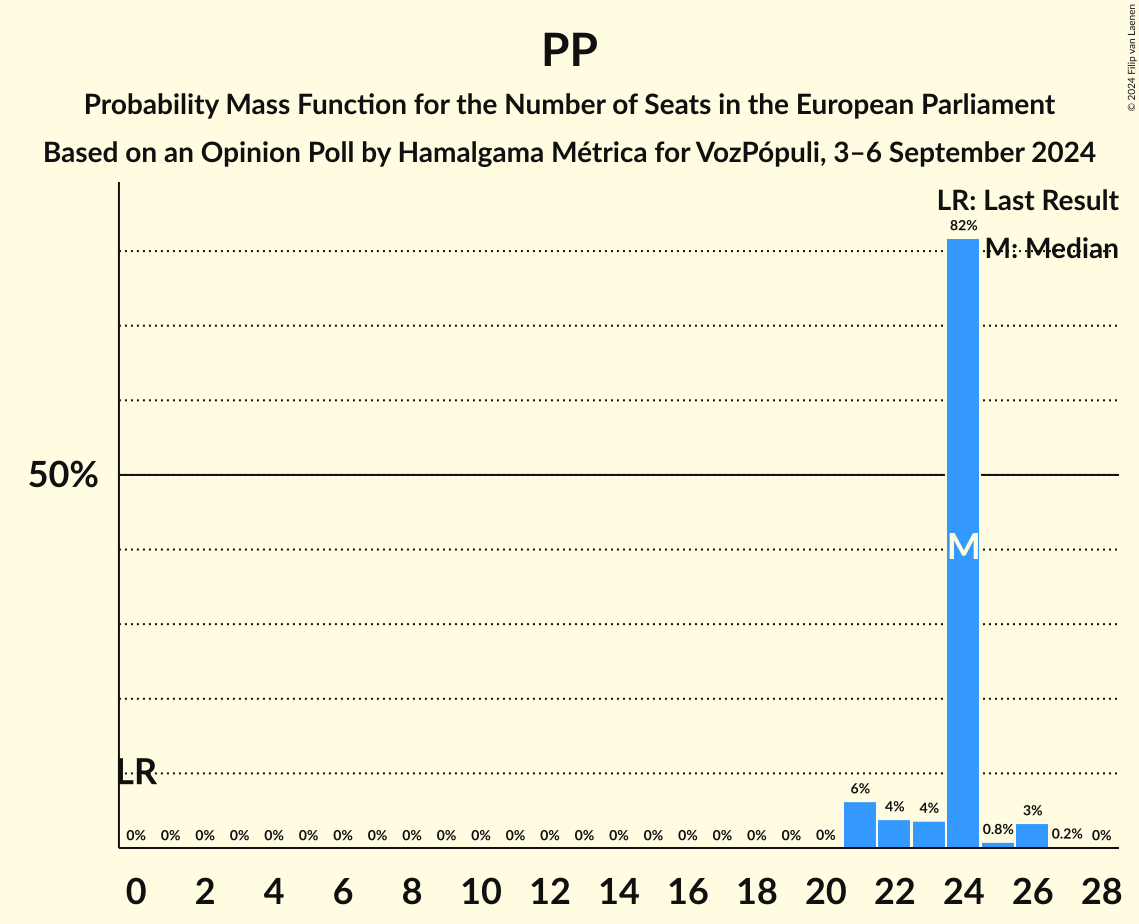 PP
Probability Mass Function for the Number of Seats in the European Parliament
Based on an Opinion Poll by Hamalgama Métrica for VozPópuli, 3–6 September 2024
© 2024 Filip van Laenen
LR: Last Result
M: Median
82%
50%
M
LR
6%
4%
4%
0.8%
3%
0.2%
0%
0% 0% 0% 0% 0% 0% 0% 0% 0% 0% 0% 0% 0% 0% 0% 0% 0% 0% 0% 0% 0%
0 2 4 6 8 10 12 14 16 18 20 22 24 26 28